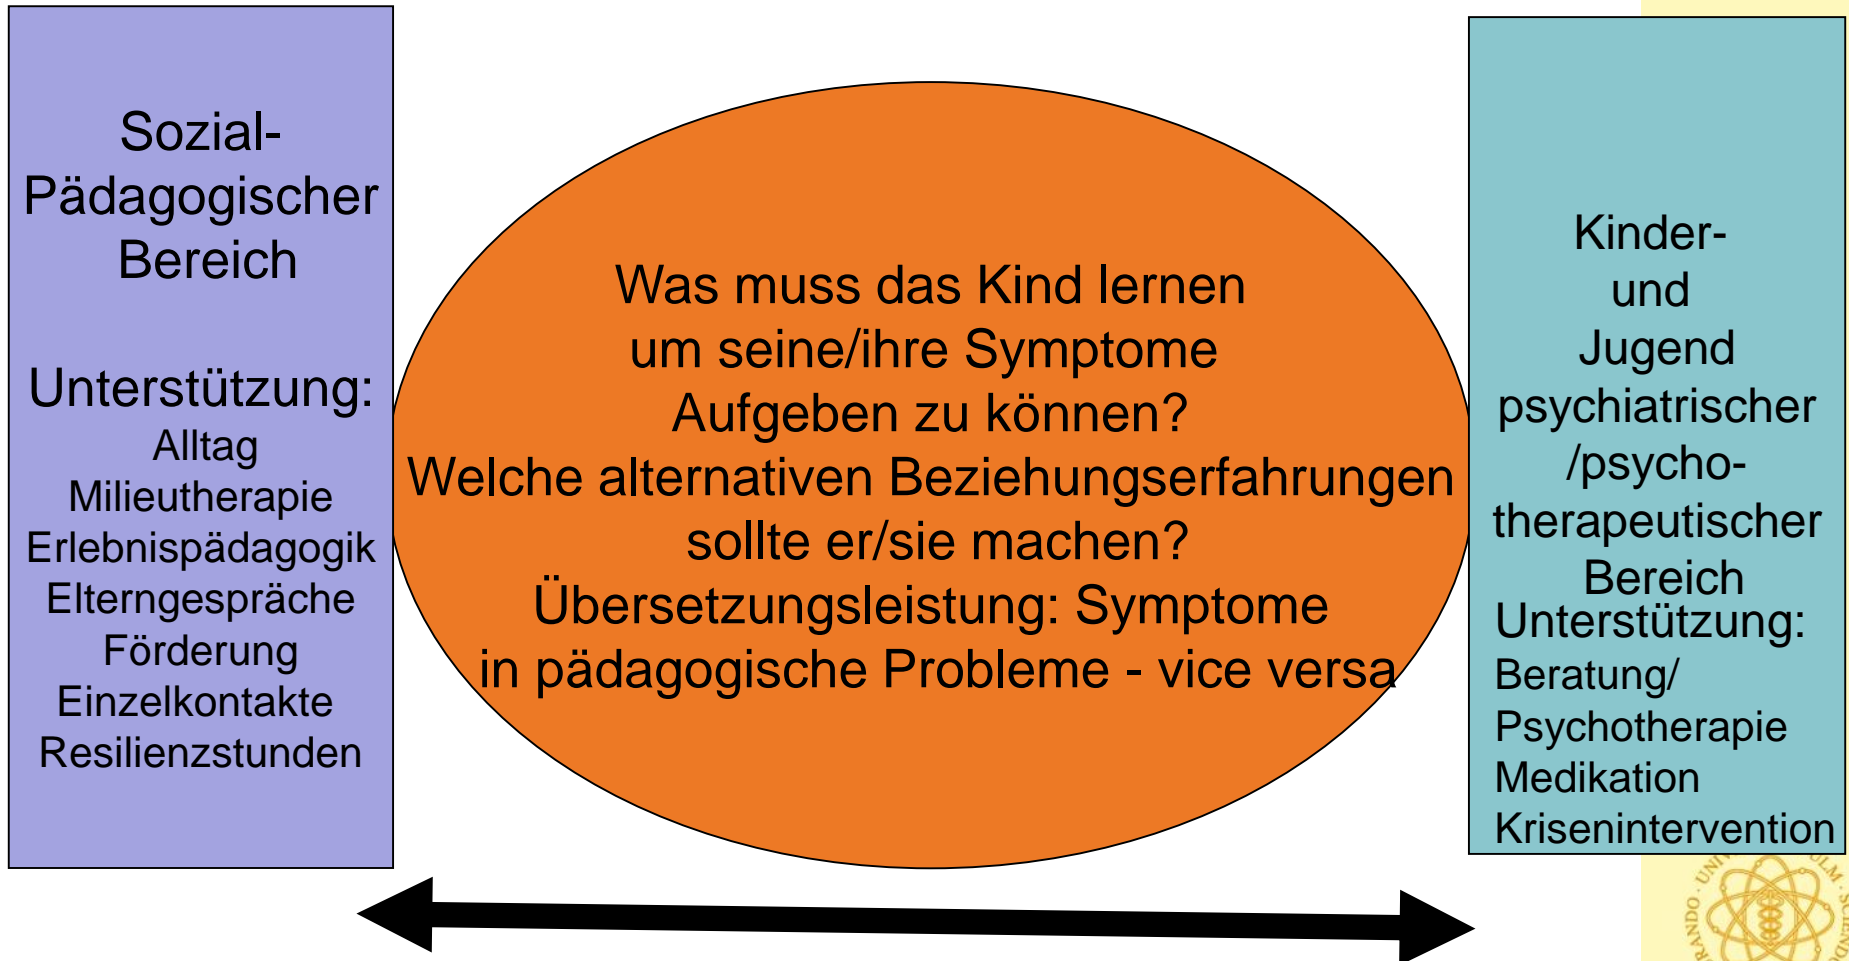 Sozial-
Pädagogischer
Bereich
Unterstützung:
Alltag
Milieutherapie
Erlebnispädagogik
Elterngespräche
Förderung
Einzelkontakte
Resilienzstunden
Was muss das Kind lernen
um seine/ihre Symptome
Aufgeben zu können?
Welche alternativen Beziehungserfahrungen
sollte er/sie machen?
Übersetzungsleistung: Symptome
in pädagogische Probleme - vice versa
Kinder-
und
Jugend
psychiatrischer
/psycho-
therapeutischer
Bereich
Unterstützung:
Beratung/
Psychotherapie
Medikation
Krisenintervention